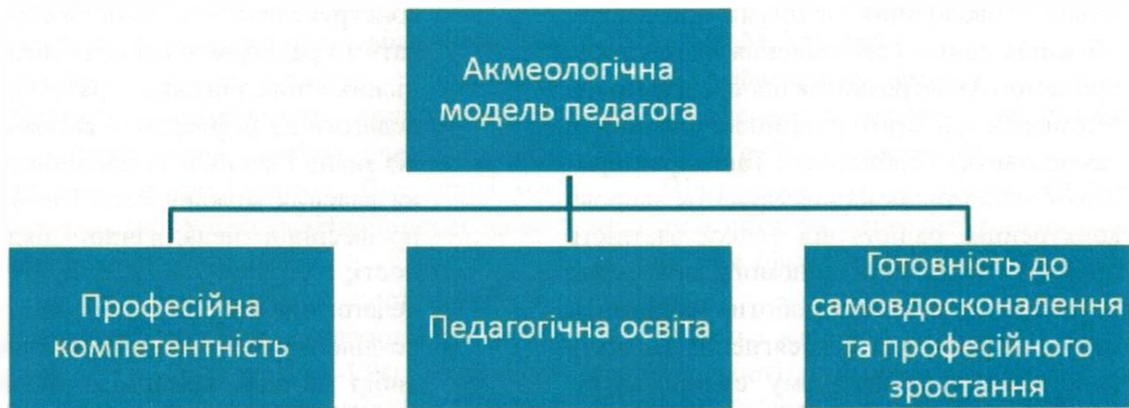 Акмеологічна
модель педагога
Професійна
компетентність
Педагогічна освіта
Готовність до
самовдосконалення
та професійного
зростання